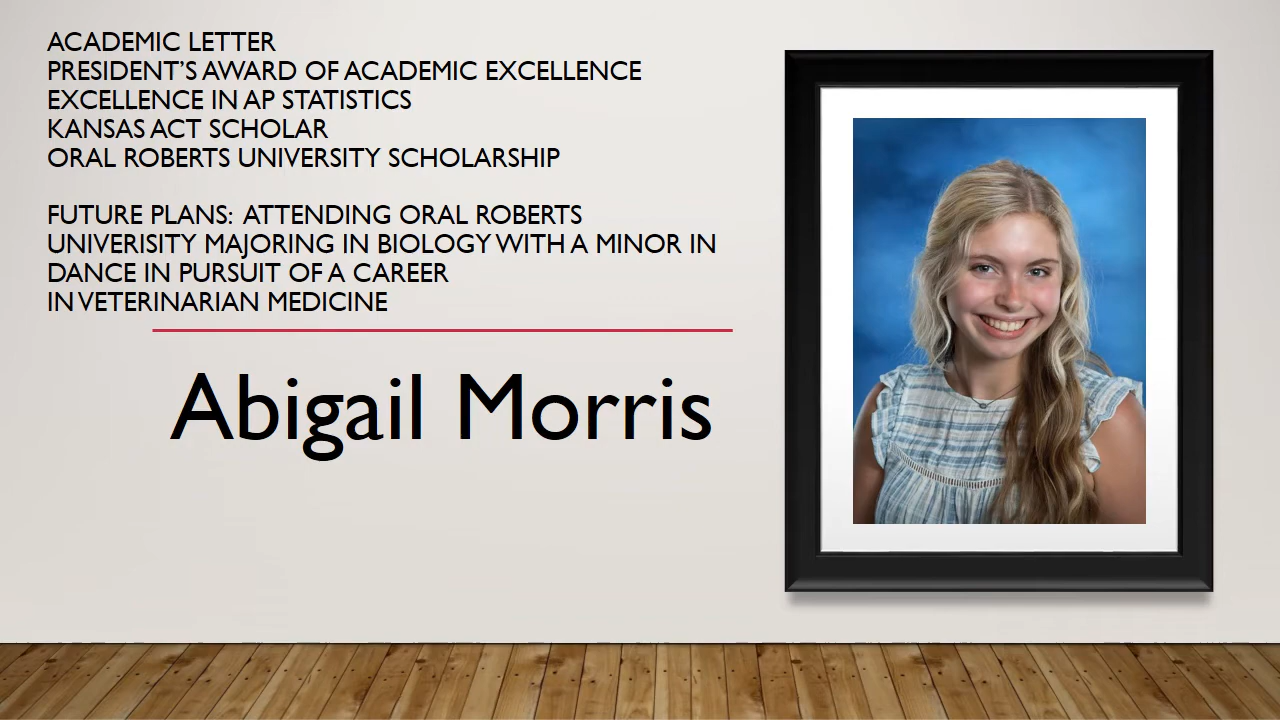 ACADEMIC LETTER
PRESIDENT'S AWARD OF ACADEMIC EXCELLENCE
EXCELLENCE IN AP STATISTICS
KANSAS ACT SCHOLAR
ORAL ROBERTS UNIVERSITY SCHOLARSHIP
FUTURE PLANS: ATTENDING ORAL ROBERTS
UNIVERISITY MAJORING IN BIOLOGY WITH A MINOR IN
DANCE IN PURSUIT OF A CAREER
IN VETERINARIAN MEDICINE
Abigail Morris